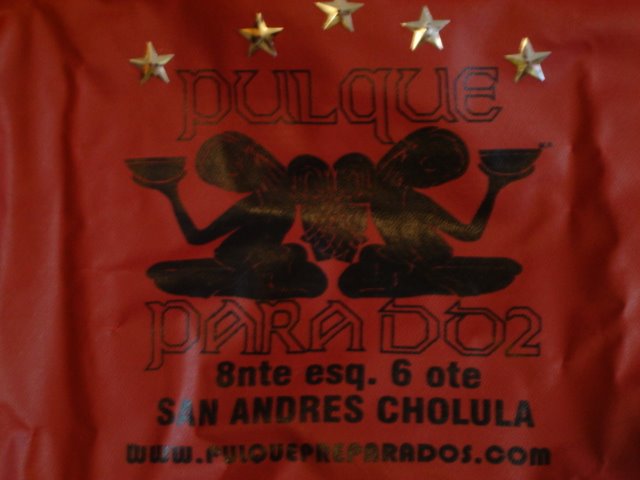 PULQUE
PARADO2
8nte esq. 6 ote
SAN ANDRES CHOLULA
WWW.PULQUEPREPARADOS.COM